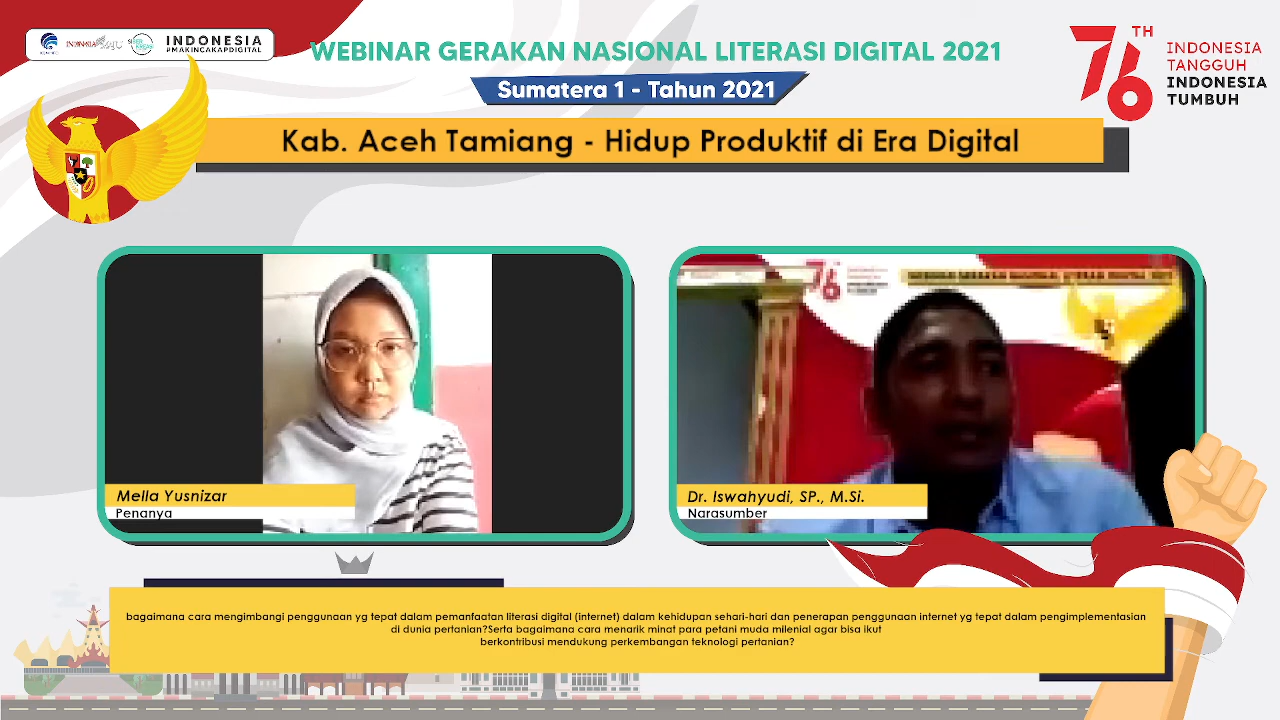 INDONESIA
#MAKINCAKAPDIGITAL
WEBINAR GERAKAN NASIONAL LITERASI DIGITAL 2021
Sumatera 1 - Tahun 2021
76 TH
INDONESIA
TANGGUH
INDONESIA
TUMBUH
Kab. Aceh Tamiang - Hidup Produktif di Era Digital
Mella Yusnizar
Penanya
76
Dr. Iswahyudi, SP., M.Si.
Narasumber
bagaimana cara mengimbangi penggunaan yg tepat dalam pemanfaatan literasi digital (internet) dalam kehidupan sehari-hari dan penerapan penggunaan internet yg tepat dalam pengimplementasian
di dunia pertanian?Serta bagaimana cara menarik minat para petani muda milenial agar bisa ikut
berkontribusi mendukung perkembangan teknologi pertanian?